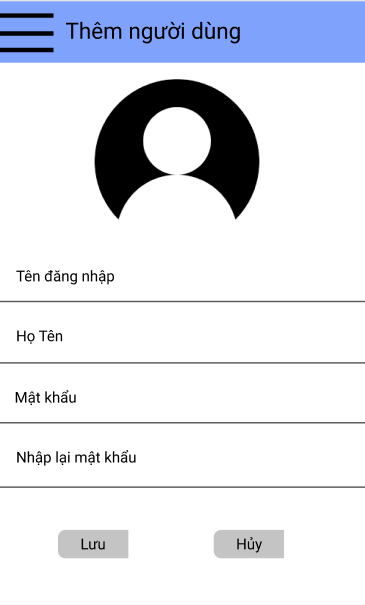 Thêm người dùng
Tên đăng nhập
Họ Tên
Mật khẩu
Nhập lại mật khẩu
Lưu
Hủy